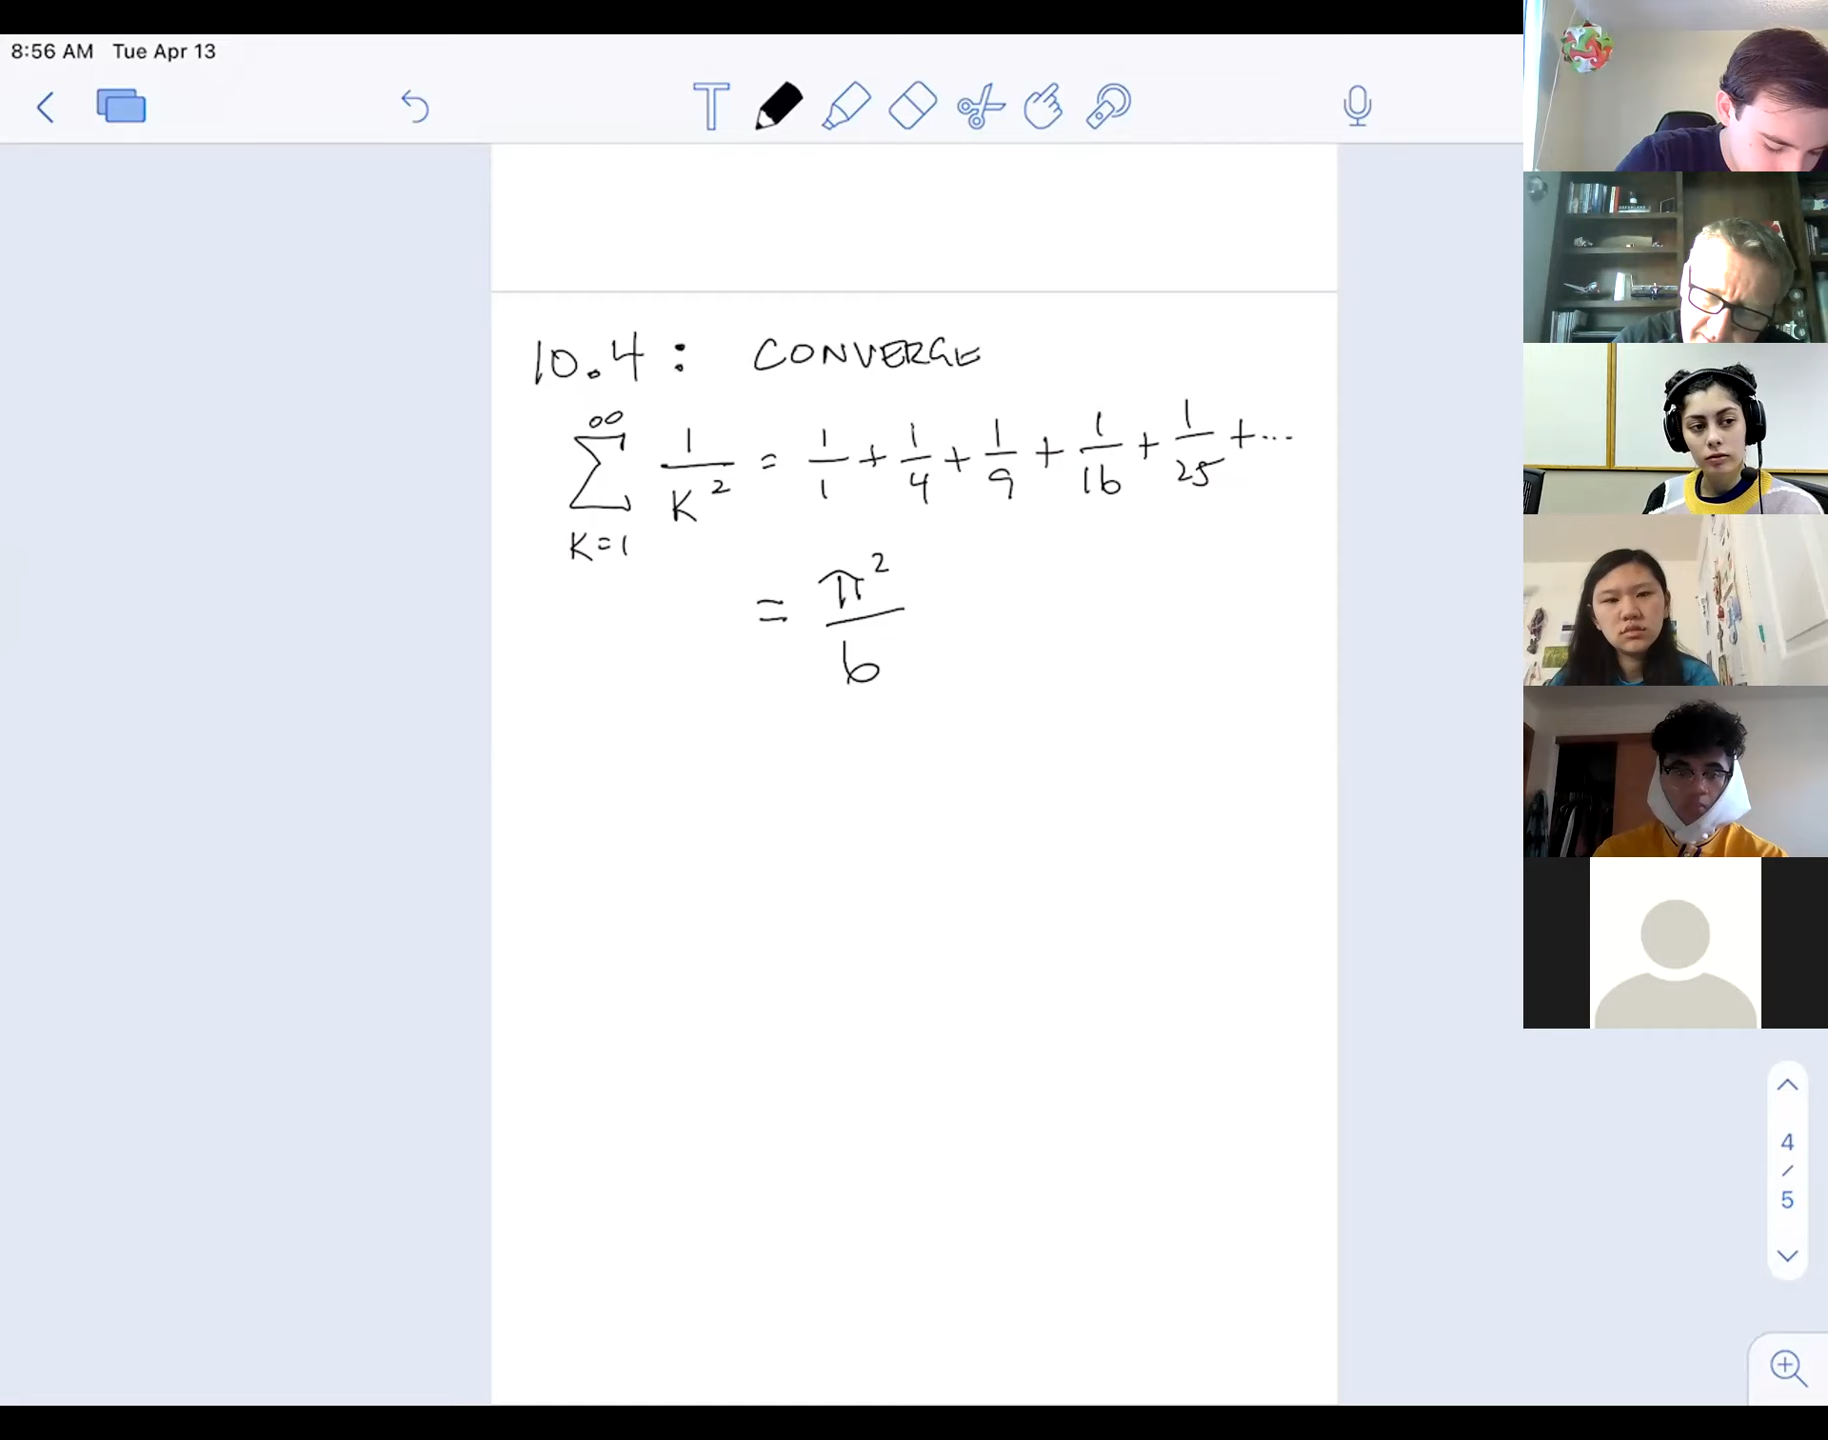 8:56 AM Tue Apr 13
T
10.4: CONVERGE
∞
∑ 1/K² = 1/1 + 1/4 + 1/9 + 1/16 + 1/25 + ...
K=1
= π²/6
4
/
5